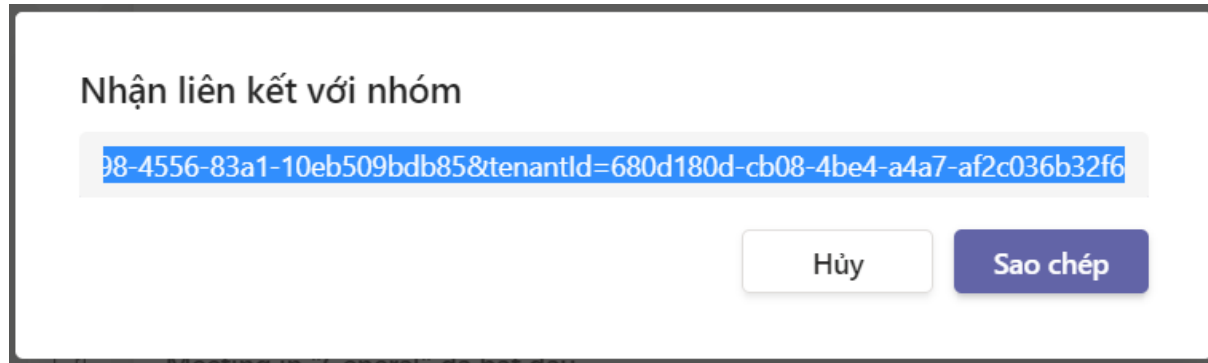 Nhận liên kết với nhóm
98-4556-83a1-10eb509bdb85&tenantId=680d180d-cb08-4be4-a4a7-af2c036b32f6
Hủy
Sao chép